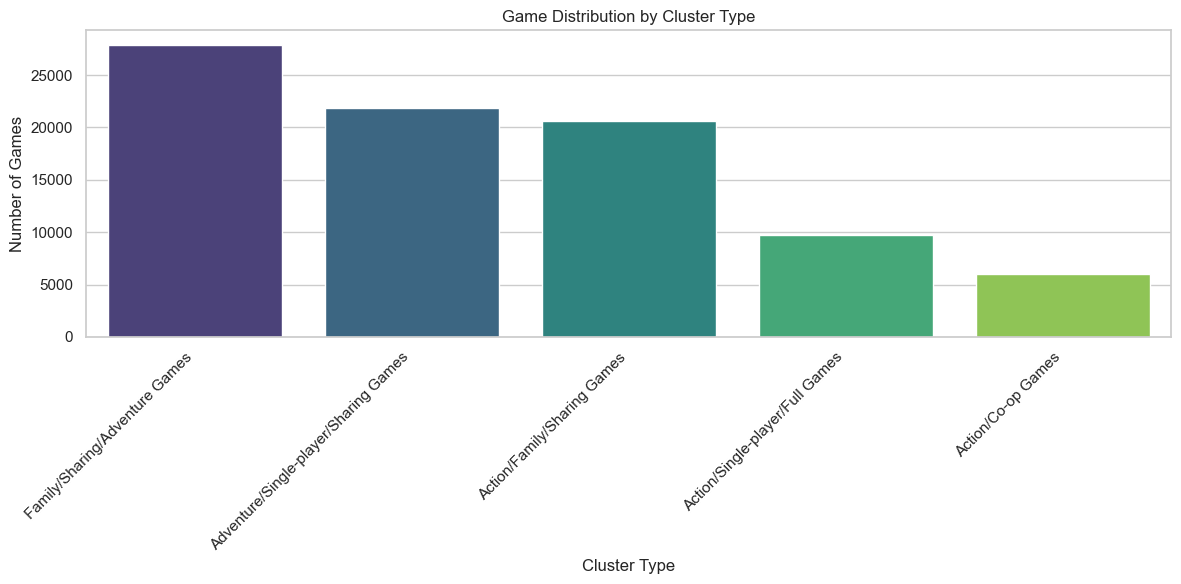 Game Distribution by Cluster Type
Number of Games
25000
20000
15000
10000
5000
0
Family/Sharing/Adventure Games
Adventure/Single-player/Sharing Games
Action/Family/Sharing Games
Action/Single-player/Full Games
Action/Co-op Games
Cluster Type